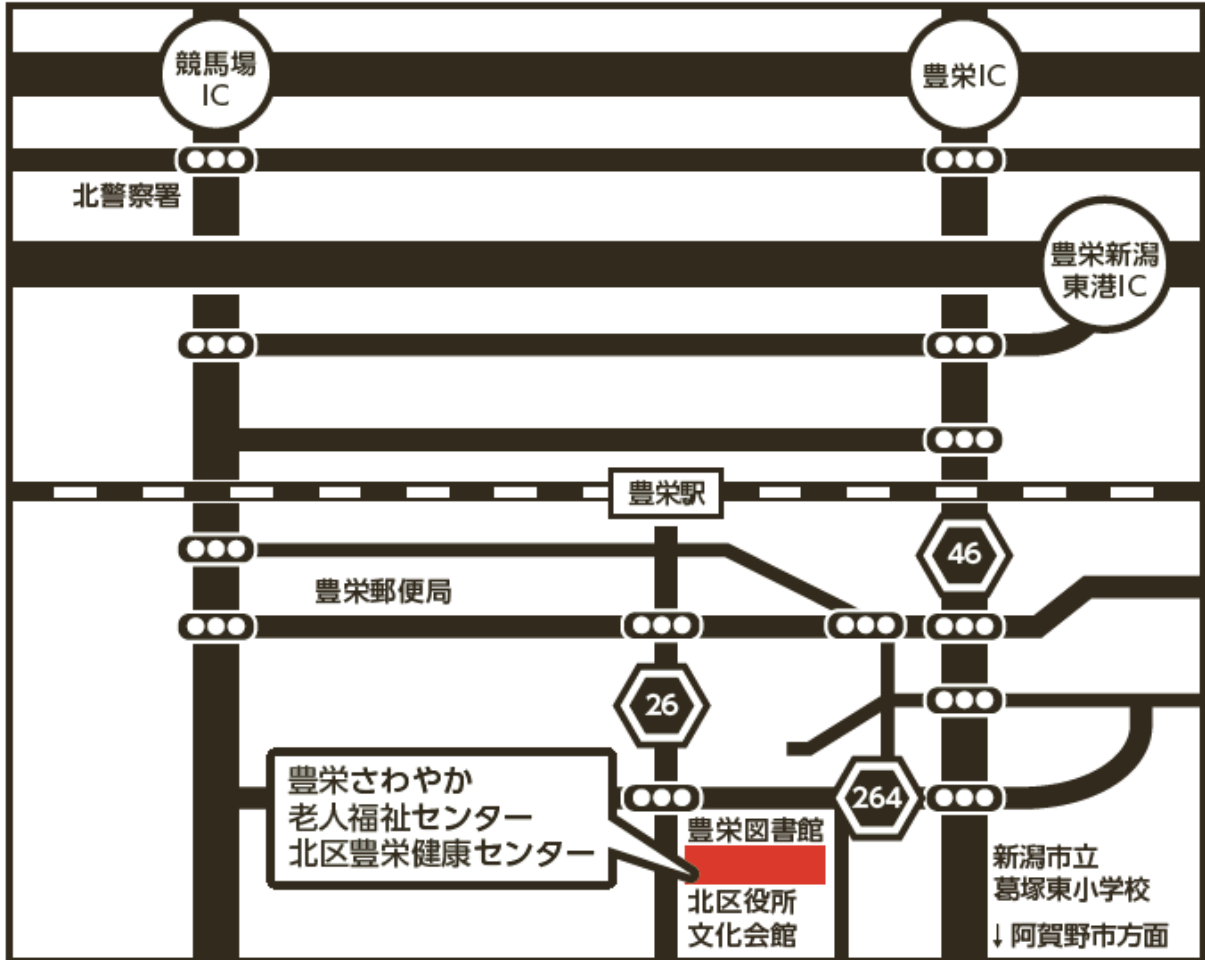 競馬場
IC
豊栄IC
北警察署
豊栄新潟
東港IC
豊栄駅
46
豊栄郵便局
26
豊栄さわやか
老人福祉センター
北区豊栄健康センター
264
豊栄図書館
北区役所
文化会館
新潟市立
葛塚東小学校
↓阿賀野市方面